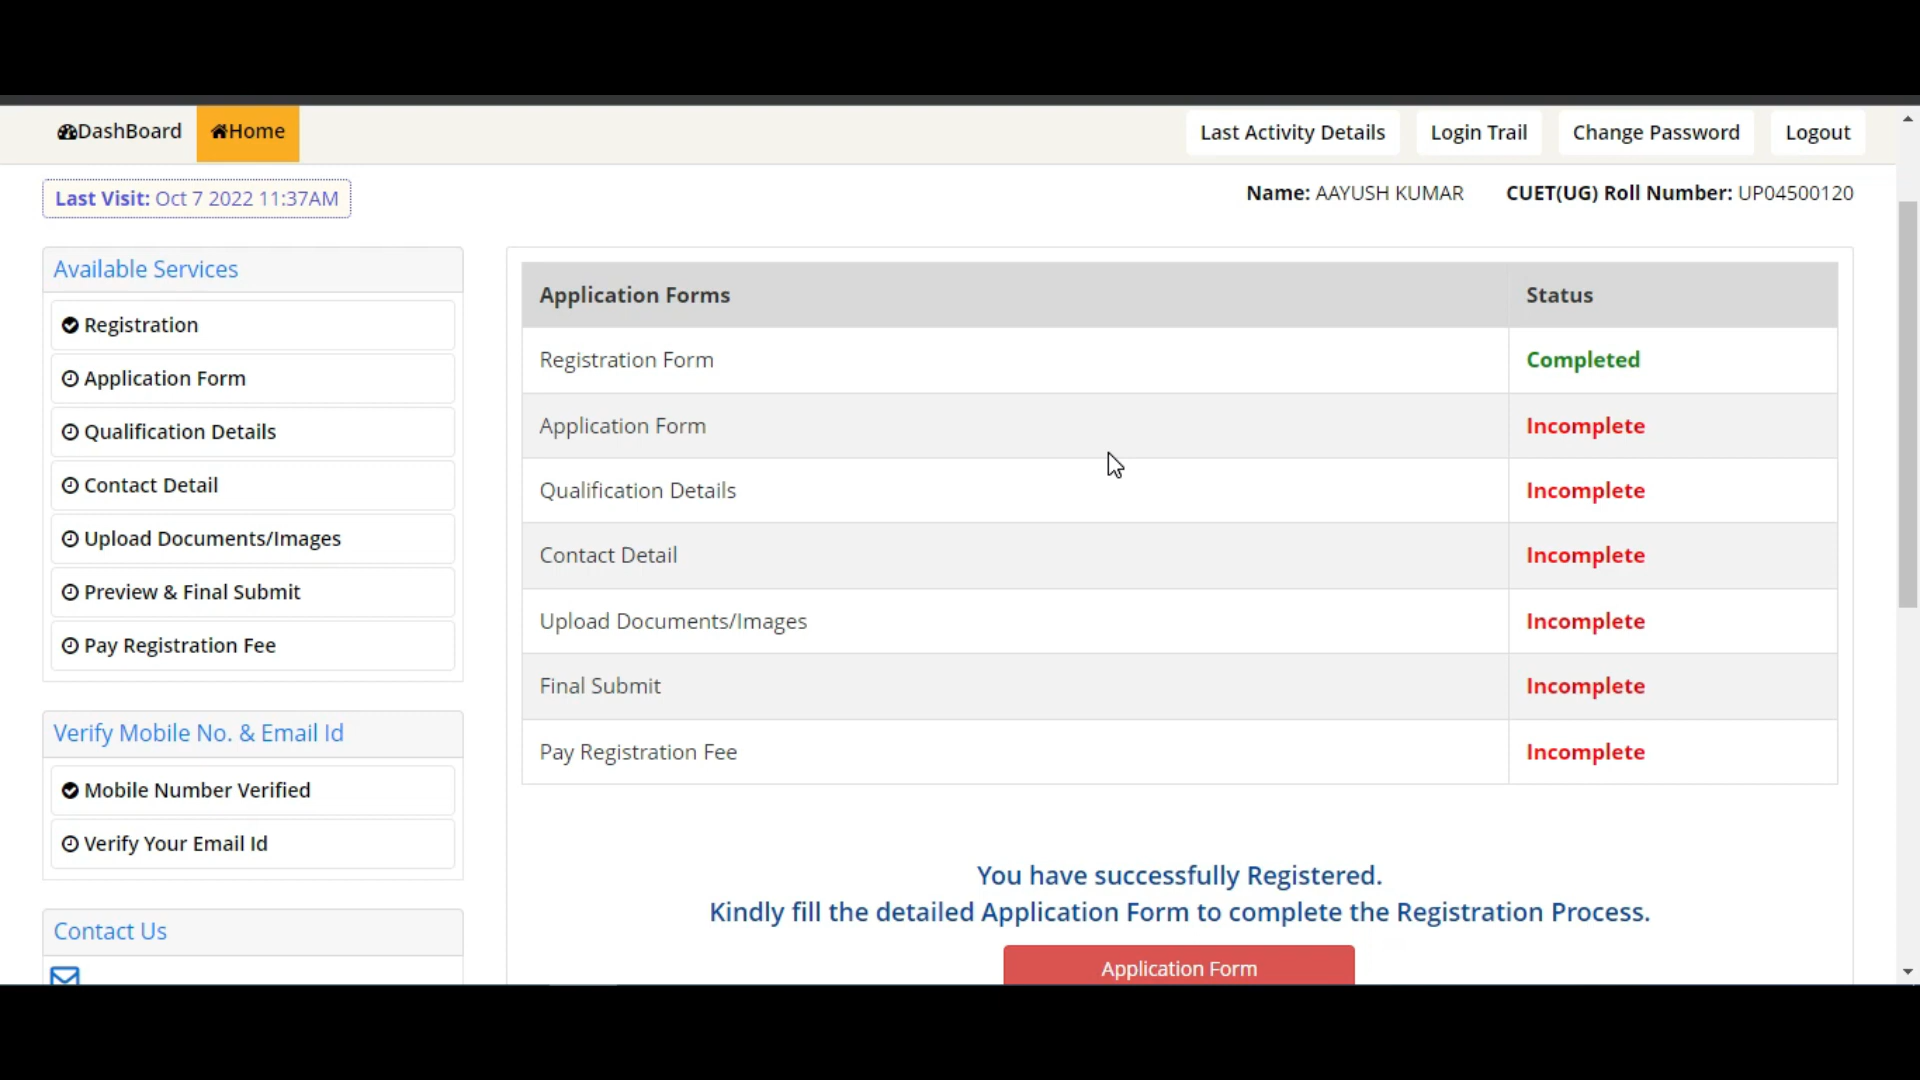 DashBoard Home Last Activity Details Login Trail Change Password Logout
Last Visit: Oct 7 2022 11:37AM
Name: AAYUSH KUMAR CUET(UG) Roll Number: UP04500120
Available Services
Registration
Application Form
Qualification Details
Contact Detail
Upload Documents/Images
Preview & Final Submit
Pay Registration Fee
Verify Mobile No. & Email Id
Mobile Number Verified
Verify Your Email Id
Contact Us
Application Forms Status
Registration Form Completed
Application Form Incomplete
Qualification Details Incomplete
Contact Detail Incomplete
Upload Documents/Images Incomplete
Final Submit Incomplete
Pay Registration Fee Incomplete
You have successfully Registered.
Kindly fill the detailed Application Form to complete the Registration Process.
Application Form